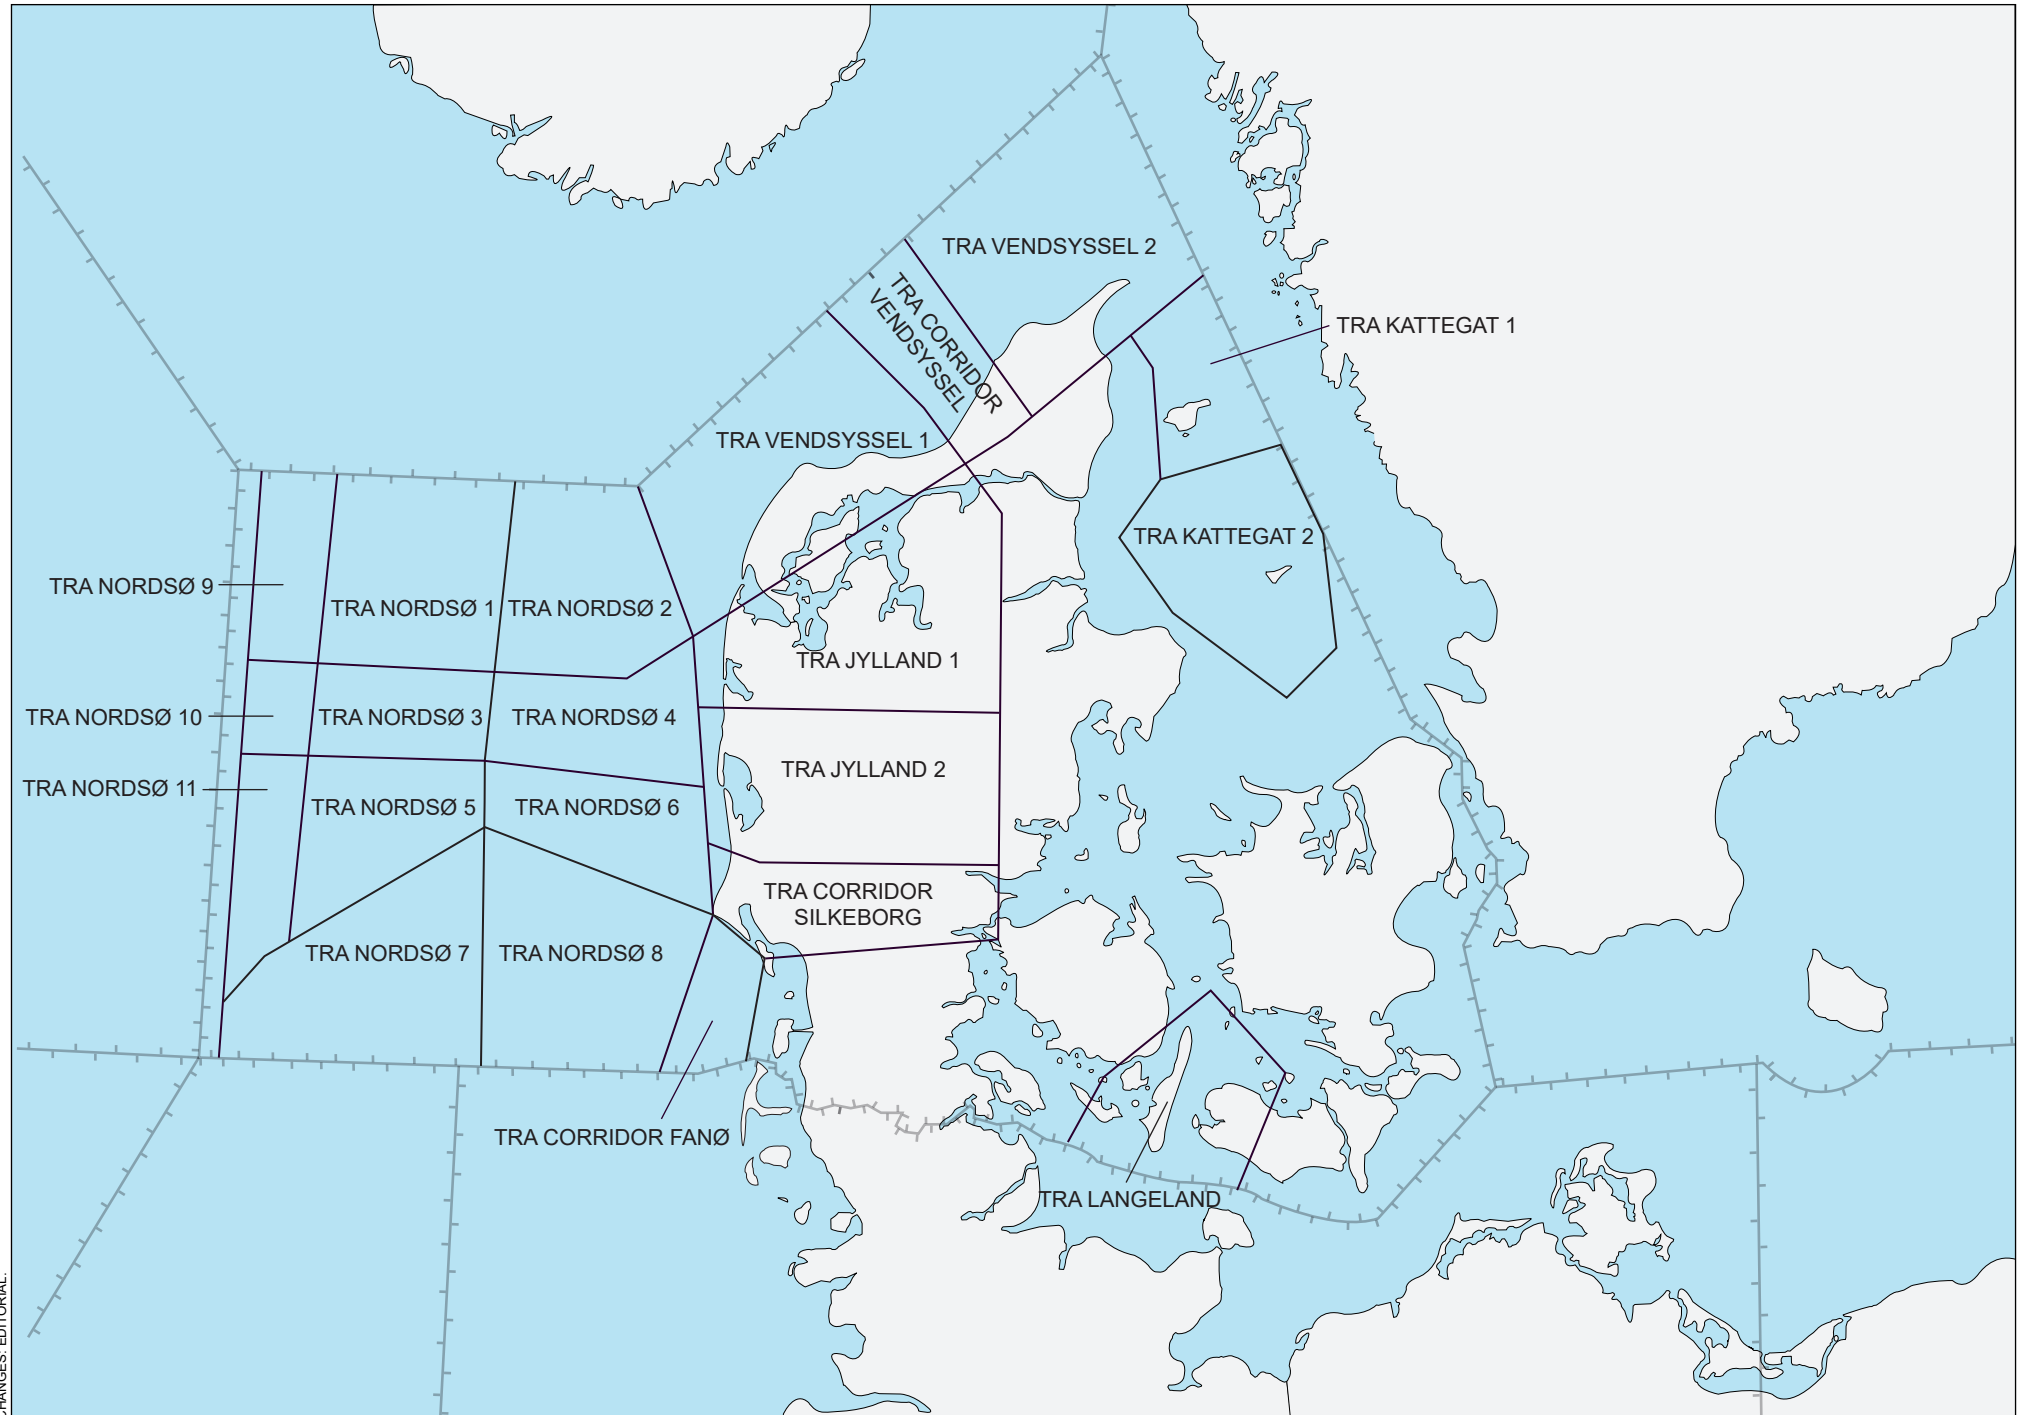 TRA VENDSYSSEL 2
TRA CORRIDOR
VENDSYSSEL
TRA KATTEGAT 1
TRA VENDSYSSEL 1
TRA KATTEGAT 2
TRA NORDSØ 9
TRA NORDSØ 1
TRA NORDSØ 2
TRA JYLLAND 1
TRA NORDSØ 10
TRA NORDSØ 3
TRA NORDSØ 4
TRA JYLLAND 2
TRA NORDSØ 11
TRA NORDSØ 5
TRA NORDSØ 6
TRA CORRIDOR
SILKEBORG
TRA NORDSØ 7
TRA NORDSØ 8
TRA CORRIDOR FANØ
TRA LANGELAND
CHANGES: EDITORIAL.